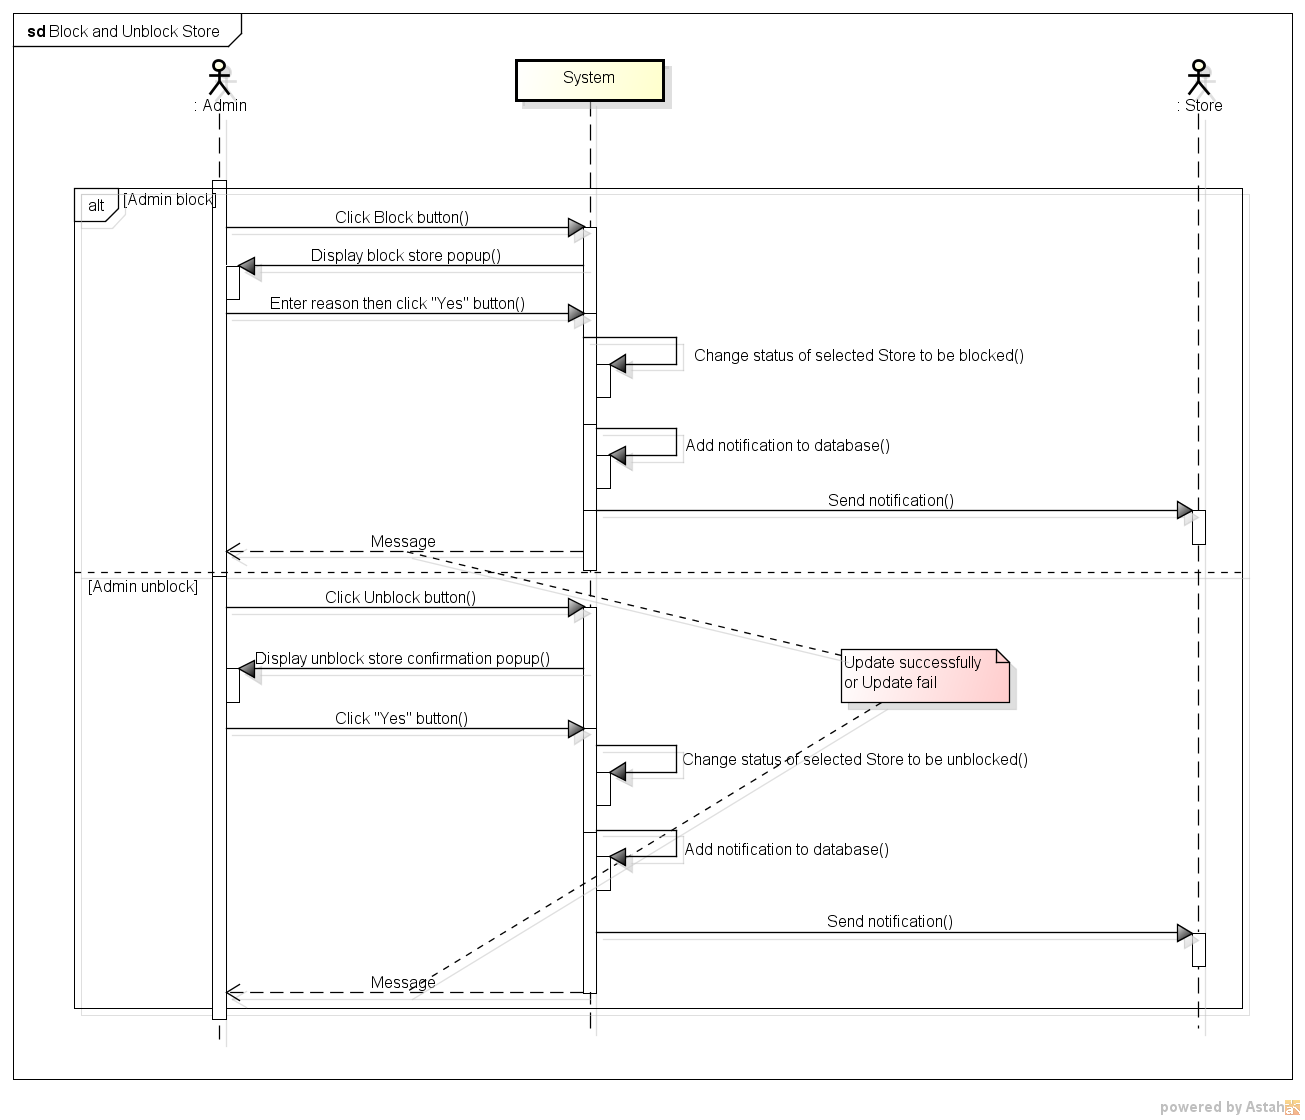 sd Block and Unblock Store
: Admin
System
: Store
alt
[Admin block]
Click Block button()
Display block store popup()
Enter reason then click "Yes" button()
Change status of selected Store to be blocked()
Add notification to database()
Send notification()
Message
[Admin unblock]
Click Unblock button()
Display unblock store confirmation popup()
Update successfully
or Update fail
Click "Yes" button()
Change status of selected Store to be unblocked()
Add notification to database()
Send notification()
Message
powered by Astah